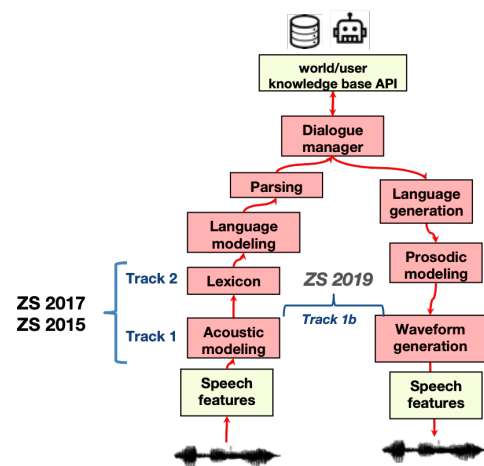 world/user
knowledge base API
Dialogue
manager
Parsing
Language
generation
Language
modeling
Prosodic
modeling
ZS 2017
ZS 2015
Track 2
Lexicon
ZS 2019
Track 1
Acoustic
modeling
Track 1b
Waveform
generation
Speech
features
Speech
features